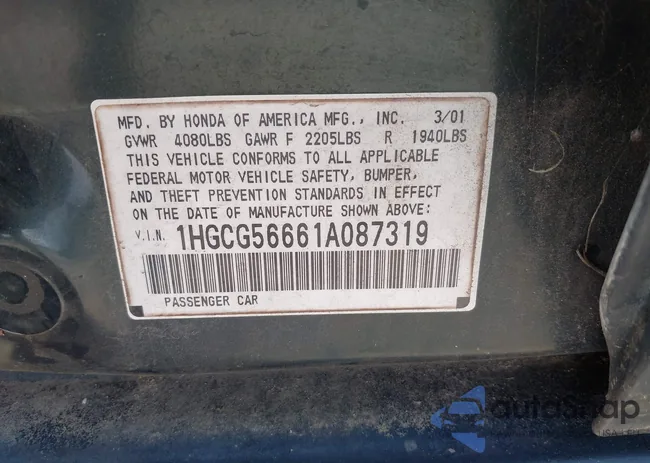 MFD. BY HONDA OF AMERICA MFG., INC. 3/01
GVWR 4080LBS GAWR F 2205LBS R 1940LBS
THIS VEHICLE CONFORMS TO ALL APPLICABLE
FEDERAL MOTOR VEHICLE SAFETY, BUMPER,
AND THEFT PREVENTION STANDARDS IN EFFECT
ON THE DATE OF MANUFACTURE SHOWN ABOVE:
V.I.N. 1HGCG56661A087319
PASSENGER CAR
autoSnap